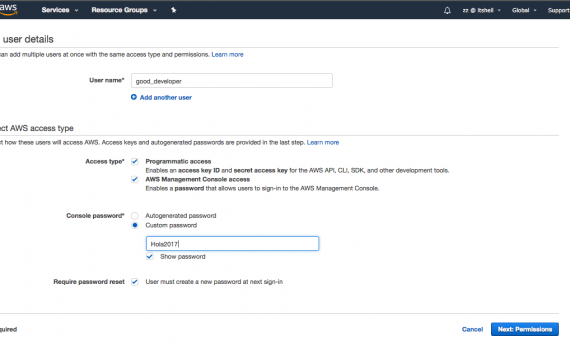 aws Services Resource Groups zz @ itshell Global Support
user details
can add multiple users at once with the same access type and permissions. Learn more
User name* good_developer
Add another user
ct AWS access type
ct how these users will access AWS. Access keys and autogenerated passwords are provided in the last step. Learn more
Access type* Programmatic access
Enables an access key ID and secret access key for the AWS API, CLI, SDK, and other development tools.
AWS Management Console access
Enables a password that allows users to sign-in to the AWS Management Console.
Console password* Autogenerated password
Custom password
Hola2017
Show password
Require password reset User must create a new password at next sign-in
quired Cancel Next: Permissions